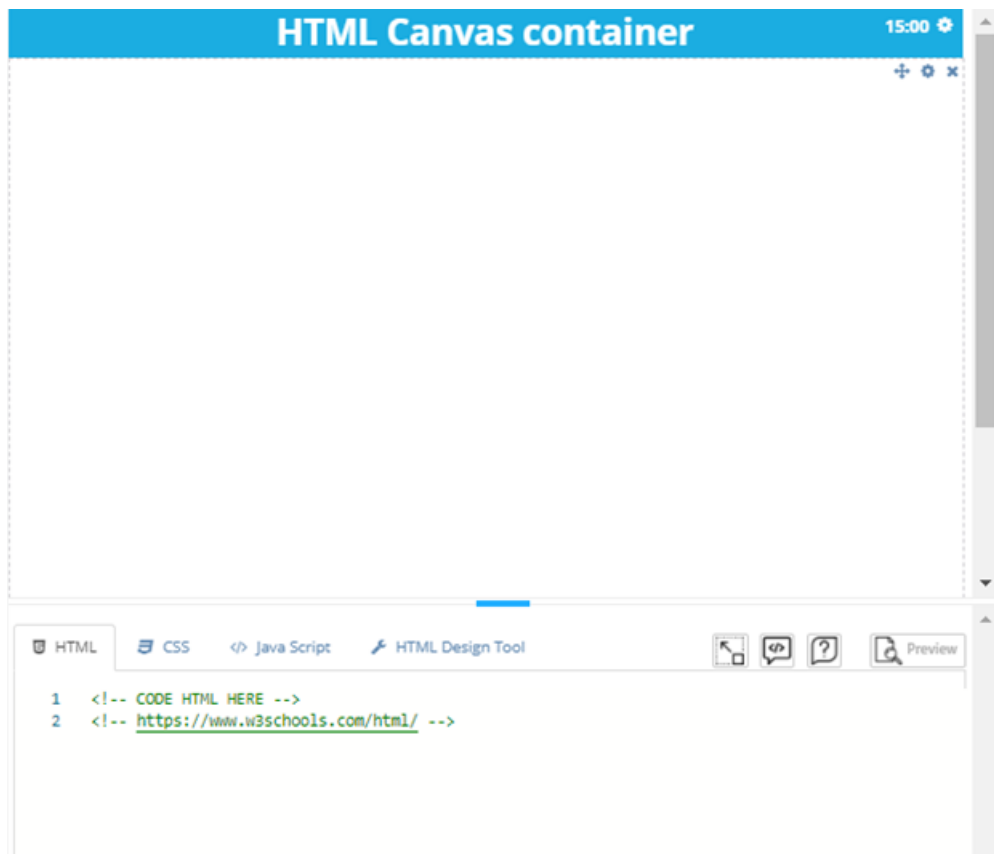 HTML Canvas container
15:00
HTML CSS </> Java Script HTML Design Tool Preview
1 <!-- CODE HTML HERE -->
2 <!-- https://www.w3schools.com/html/ -->